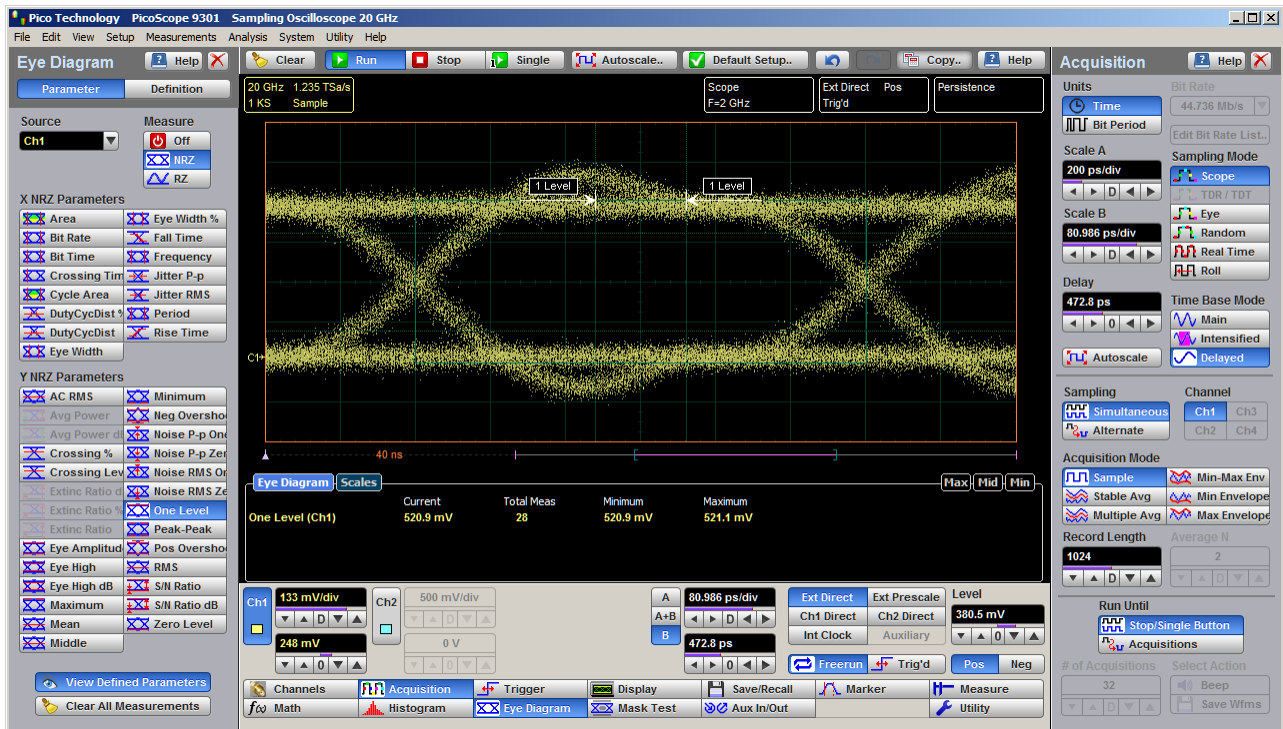 Pico Technology PicoScope 9301 Sampling Oscilloscope 20 GHz
File Edit View Setup Measurements Analysis System Utility Help
Eye Diagram Help
Parameter Definition
Source Measure
Ch1 Off
NRZ
RZ
X NRZ Parameters
Area Eye Width %
Bit Rate Fall Time
Bit Time Frequency
Crossing Tim Jitter P-p
Cycle Area Jitter RMS
DutyCycDist % Period
DutyCycDist Rise Time
Eye Width
Y NRZ Parameters
AC RMS Minimum
Avg Power Neg Oversho
Avg Power dB Noise P-p One
Crossing % Noise P-p Zer
Crossing Lev Noise RMS On
Extinc Ratio d Noise RMS Ze
Extinc Ratio % One Level
Extinc Ratio Peak-Peak
Eye Amplitud Pos Oversho
Eye High RMS
Eye High dB S/N Ratio
Maximum S/N Ratio dB
Mean Zero Level
Middle
View Defined Parameters
Clear All Measurements
Clear Run Stop Single Autoscale.. Default Setup.. Copy.. Help
20 GHz 1.235 TSa/s
1 KS Sample
Scope
F=2 GHz
Ext Direct Pos
Trig'd
Persistence
1 Level 1 Level
C1
40 ns
Eye Diagram Scales Max Mid Min
Current Total Meas Minimum Maximum
One Level (Ch1) 520.9 mV 28 520.9 mV 521.1 mV
Ch1 133 mV/div
D
248 mV
0
Ch2 500 mV/div
D
0 V
0
A 80.986 ps/div
A+B D
B 472.8 ps
0
Ext Direct Ext Prescale
Ch1 Direct Ch2 Direct
Int Clock Auxiliary
Level
380.5 mV
0
Freerun Trig'd Pos Neg
Channels Acquisition Trigger Display Save/Recall Marker Measure
f(x) Math Histogram Eye Diagram Mask Test Aux In/Out Utility
Acquisition Help
Units Bit Rate
Time 44.736 Mb/s
Bit Period Edit Bit Rate List..
Scale A Sampling Mode
200 ps/div Scope
D TDR / TDT
Scale B Eye
80.986 ps/div Random
D Real Time
Roll
Delay
472.8 ps Time Base Mode
0 Main
Intensified
Autoscale Delayed
Sampling Channel
Simultaneous Ch1 Ch3
Alternate Ch2 Ch4
Acquisition Mode
Sample Min-Max Env
Stable Avg Min Envelope
Multiple Avg Max Envelope
Record Length Average N
1024 2
D D
Run Until
Stop/Single Button
Acquisitions
# of Acquisitions Select Action
32 Beep
D Save Wfms